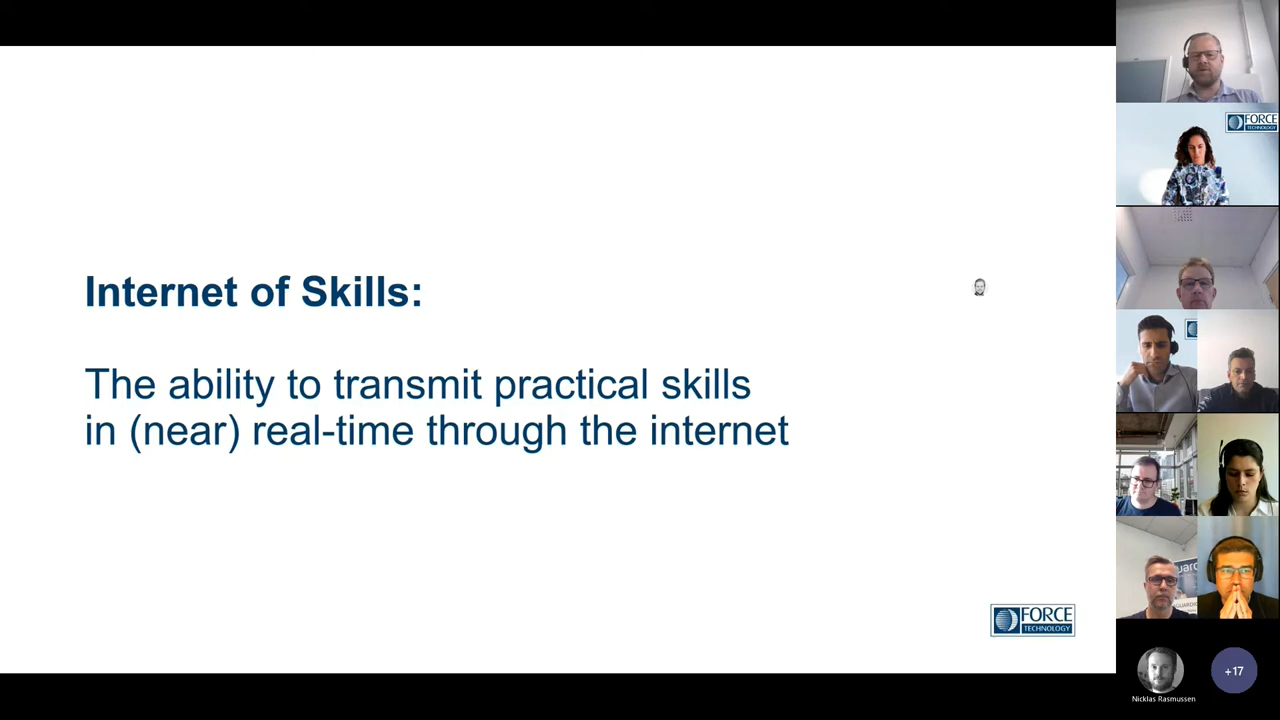 Internet of Skills:
The ability to transmit practical skills
in (near) real-time through the internet
FORCE
TECHNOLOGY
FORCE
TECHNOLOGY
Nicklas Rasmussen
+17